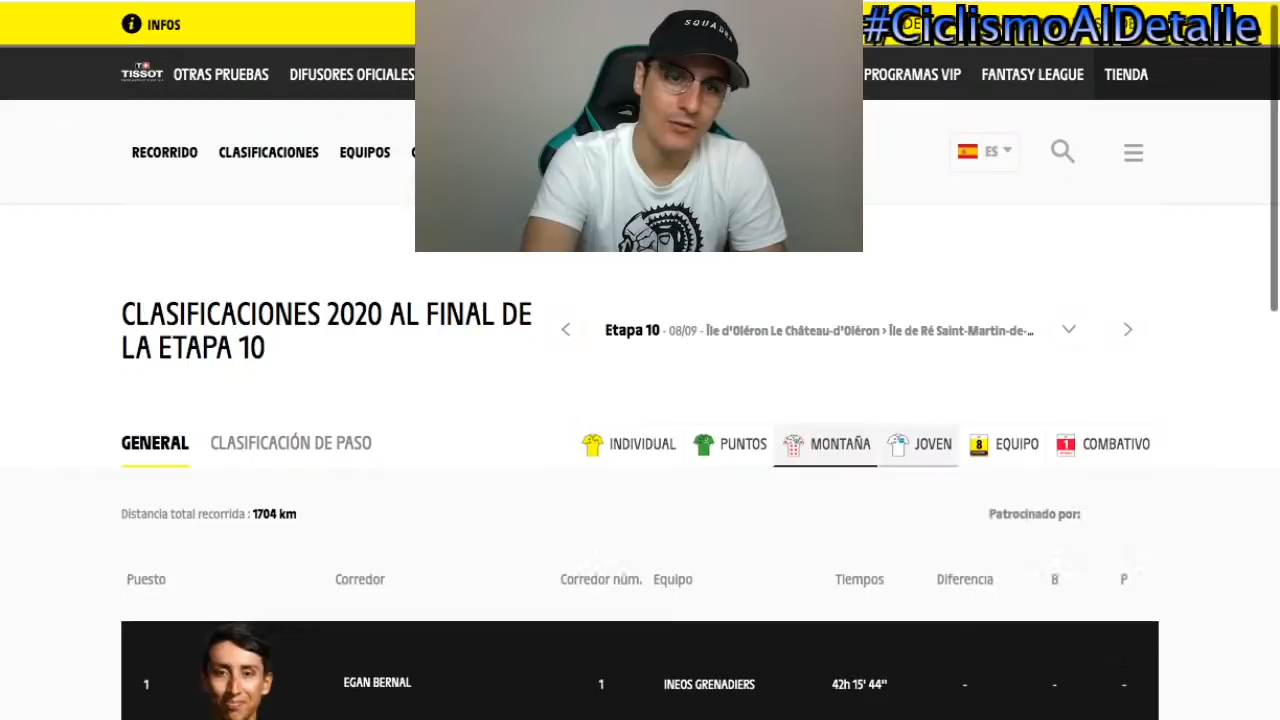 INFOS
#CiclismoAlDetalle
TISSOT OTRAS PRUEBAS DIFUSORES OFICIALES PROGRAMAS VIP FANTASY LEAGUE TIENDA
SQUADRA
RECORRIDO CLASIFICACIONES EQUIPOS ES
CLASIFICACIONES 2020 AL FINAL DE
LA ETAPA 10
Etapa 10 - 08/09 - Île d'Oléron Le Château-d'Oléron › Île de Ré Saint-Martin-de-...
GENERAL CLASIFICACIÓN DE PASO INDIVIDUAL PUNTOS MONTAÑA JOVEN 8 EQUIPO 1 COMBATIVO
Distancia total recorrida : 1704 km Patrocinado por:
Puesto Corredor Corredor núm. Equipo Tiempos Diferencia B P
1 EGAN BERNAL 1 INEOS GRENADIERS 42h 15' 44'' - - -